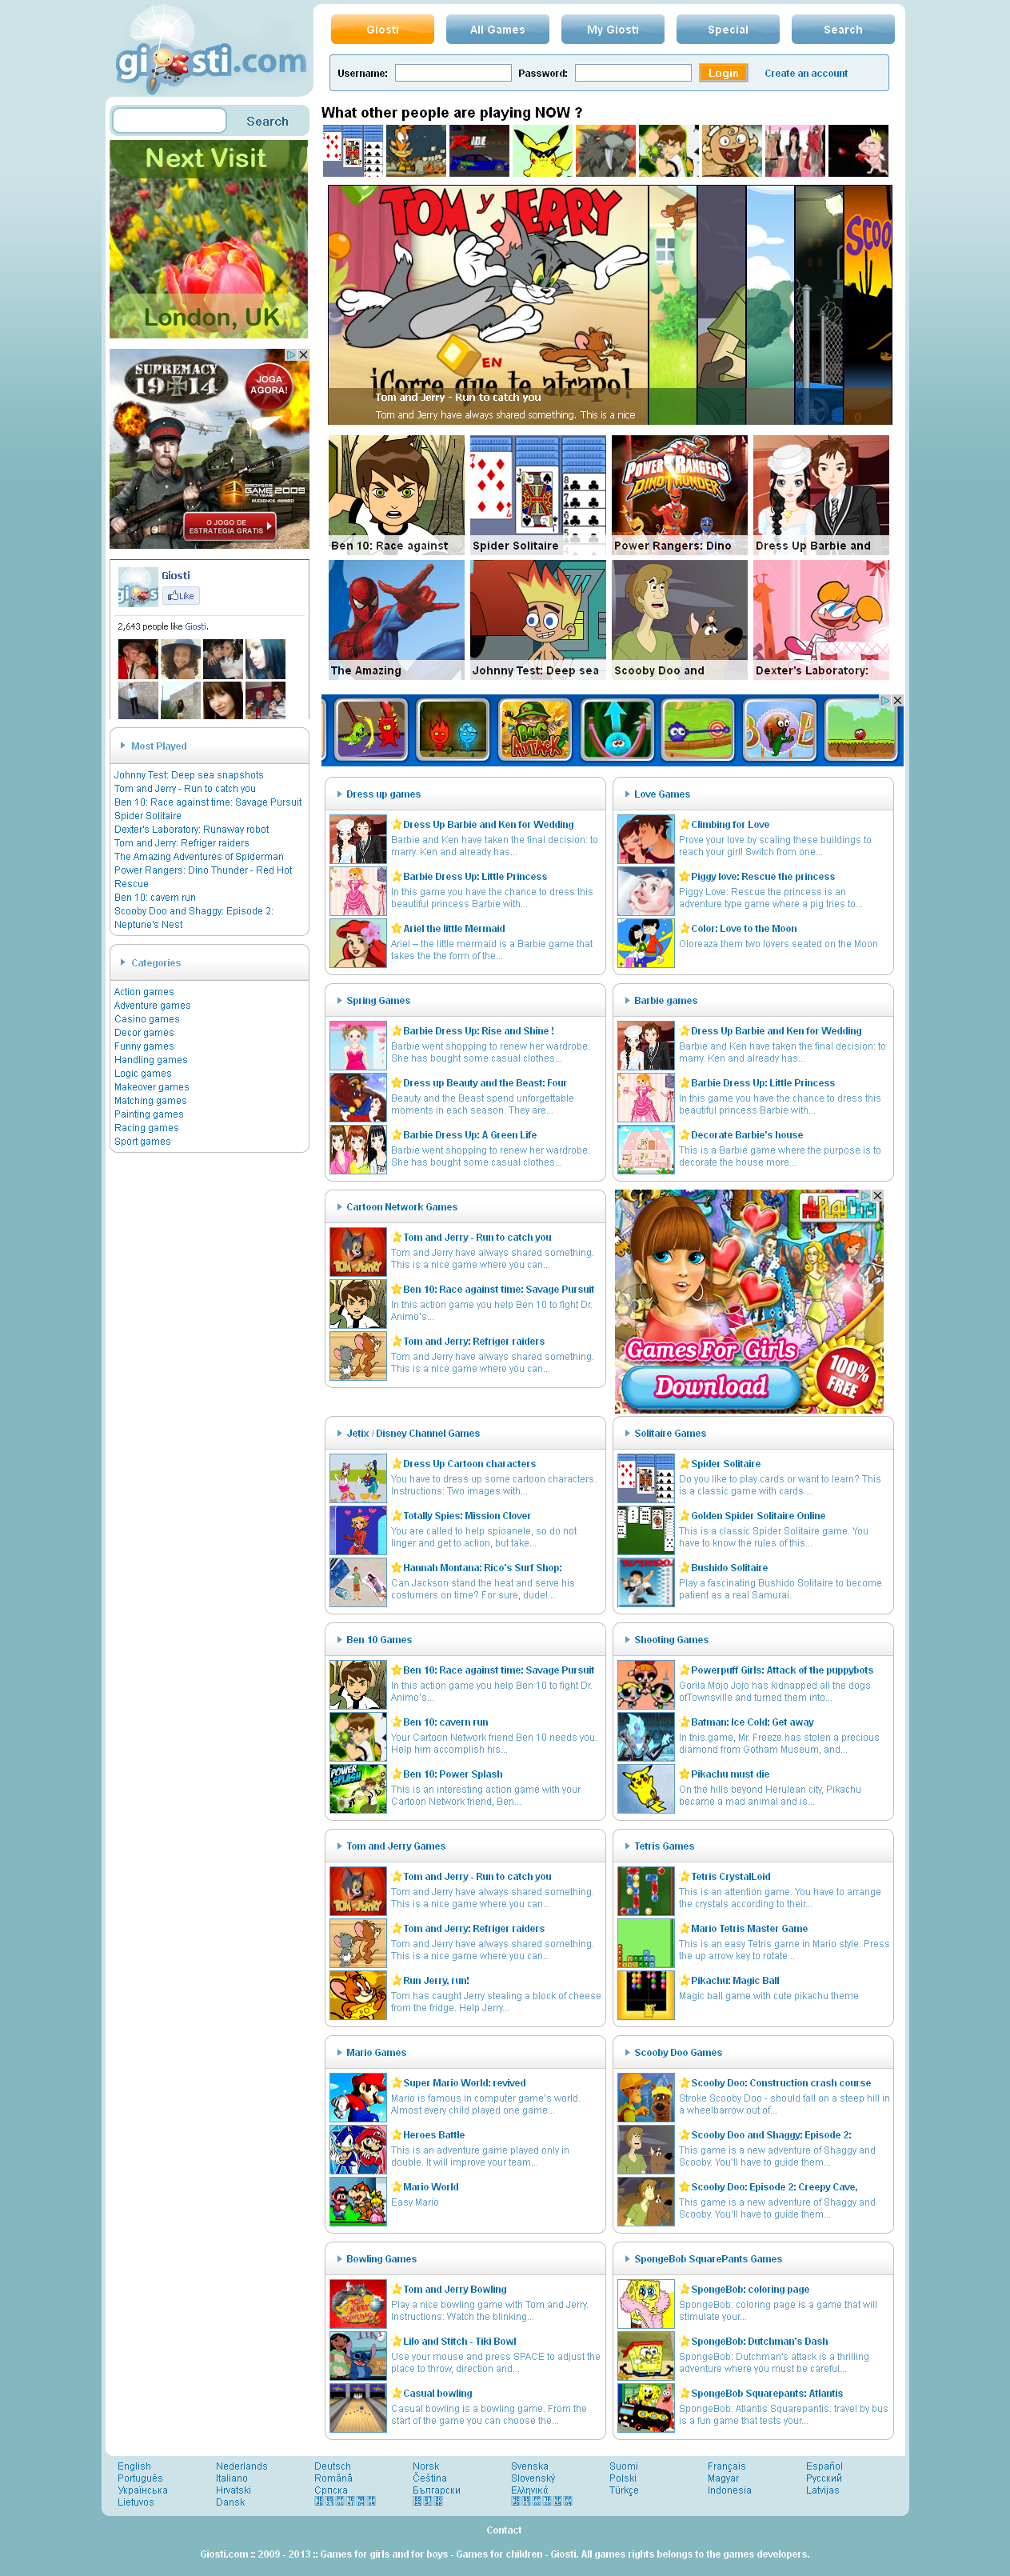 giosti.com
Giosti
All Games
My Giosti
Special
Search
Username:
Password:
Login
Create an account
Search
What other people are playing NOW ?
Next Visit
London, UK
TOM y JERRY
EN
¡Corre que te atrapo!
Tom and Jerry - Run to catch you
Tom and Jerry have always shared something. This is a nice
SCOO
SUPREMACY
1914
JOGA
AGORA!
GAME 2009
O JOGO DE
ESTRATEGIA GRATIS
Ben 10: Race against
Spider Solitaire
POWER RANGERS
DINO THUNDER
Power Rangers: Dino
Dress Up Barbie and
The Amazing
Johnny Test: Deep sea
Scooby Doo and
Dexter's Laboratory:
Giosti
Like
2,643 people like Giosti.
BUG
ATTACK
Most Played
Johnny Test: Deep sea snapshots
Tom and Jerry - Run to catch you
Ben 10: Race against time: Savage Pursuit
Spider Solitaire
Dexter's Laboratory: Runaway robot
Tom and Jerry: Refriger raiders
The Amazing Adventures of Spiderman
Power Rangers: Dino Thunder - Red Hot
Rescue
Ben 10: cavern run
Scooby Doo and Shaggy: Episode 2:
Neptune's Nest
Categories
Action games
Adventure games
Casino games
Decor games
Funny games
Handling games
Logic games
Makeover games
Matching games
Painting games
Racing games
Sport games
Dress up games
Dress Up Barbie and Ken for Wedding
Barbie and Ken have taken the final decision: to
marry. Ken and already has...
Barbie Dress Up: Little Princess
In this game you have the chance to dress this
beautiful princess Barbie with...
Ariel the little Mermaid
Ariel – the little mermaid is a Barbie game that
takes the the form of the...
Love Games
Climbing for Love
Prove your love by scaling these buildings to
reach your girl! Switch from one...
Piggy love: Rescue the princess
Piggy Love: Rescue the princess is an
adventure type game where a pig tries to...
Color: Love to the Moon
Oloreaza them two lovers seated on the Moon
Spring Games
Barbie Dress Up: Rise and Shine !
Barbie went shopping to renew her wardrobe.
She has bought some casual clothes...
Dress up Beauty and the Beast: Four
Beauty and the Beast spend unforgettable
moments in each season. They are...
Barbie Dress Up: A Green Life
Barbie went shopping to renew her wardrobe.
She has bought some casual clothes...
Barbie games
Dress Up Barbie and Ken for Wedding
Barbie and Ken have taken the final decision: to
marry. Ken and already has...
Barbie Dress Up: Little Princess
In this game you have the chance to dress this
beautiful princess Barbie with...
Decorate Barbie's house
This is a Barbie game where the purpose is to
decorate the house more...
Cartoon Network Games
Tom and Jerry - Run to catch you
Tom and Jerry have always shared something.
This is a nice game where you can...
Ben 10: Race against time: Savage Pursuit
In this action game you help Ben 10 to fight Dr.
Animo's...
Tom and Jerry: Refriger raiders
Tom and Jerry have always shared something.
This is a nice game where you can...
Games For Girls
Download
100%
FREE
Jetix / Disney Channel Games
Dress Up Cartoon characters
You have to dress up some cartoon characters.
Instructions: Two images with...
Totally Spies: Mission Clover
You are called to help spioanele, so do not
linger and get to action, but take...
Hannah Montana: Rico's Surf Shop:
Can Jackson stand the heat and serve his
costumers on time? For sure, dude!...
Solitaire Games
Spider Solitaire
Do you like to play cards or want to learn? This
is a classic game with cards....
Golden Spider Solitaire Online
This is a classic Spider Solitaire game. You
have to know the rules of this...
Bushido Solitaire
Play a fascinating Bushido Solitaire to become
patient as a real Samurai.
Ben 10 Games
Ben 10: Race against time: Savage Pursuit
In this action game you help Ben 10 to fight Dr.
Animo's...
Ben 10: cavern run
Your Cartoon Network friend Ben 10 needs you.
Help him accomplish his...
Ben 10: Power Splash
This is an interesting action game with your
Cartoon Network friend, Ben...
Shooting Games
Powerpuff Girls: Attack of the puppybots
Gorila Mojo Jojo has kidnapped all the dogs
ofTownsville and turned them into...
Batman: Ice Cold: Get away
In this game, Mr. Freeze has stolen a precious
diamond from Gotham Museum, and...
Pikachu must die
On the hills beyond Herulean city, Pikachu
became a mad animal and is...
Tom and Jerry Games
Tom and Jerry - Run to catch you
Tom and Jerry have always shared something.
This is a nice game where you can...
Tom and Jerry: Refriger raiders
Tom and Jerry have always shared something.
This is a nice game where you can...
Run Jerry, run!
Tom has caught Jerry stealing a block of cheese
from the fridge. Help Jerry...
Tetris Games
Tetris CrystalLoid
This is an attention game. You have to arrange
the crystals according to their...
Mario Tetris Master Game
This is an easy Tetris game in Mario style. Press
the up arrow key to rotate...
Pikachu: Magic Ball
Magic ball game with cute pikachu theme
Mario Games
Super Mario World: revived
Mario is famous in computer game's world.
Almost every child played one game...
Heroes Battle
This is an adventure game played only in
double. It will improve your team...
Mario World
Easy Mario
Scooby Doo Games
Scooby Doo: Construction crash course
Stroke Scooby Doo - should fall on a steep hill in
a wheelbarrow out of...
Scooby Doo and Shaggy: Episode 2:
This game is a new adventure of Shaggy and
Scooby. You'll have to guide them...
Scooby Doo: Episode 2: Creepy Cave,
This game is a new adventure of Shaggy and
Scooby. You'll have to guide them...
Bowling Games
Tom and Jerry Bowling
Play a nice bowling game with Tom and Jerry.
Instructions: Watch the blinking...
Lilo and Stitch - Tiki Bowl
Use your mouse and press SPACE to adjust the
place to throw, direction and...
Casual bowling
Casual bowling is a bowling game. From the
start of the game you can choose the...
SpongeBob SquarePants Games
SpongeBob: coloring page
SpongeBob: coloring page is a game that will
stimulate your...
SpongeBob: Dutchman's Dash
SpongeBob: Dutchman's attack is a thrilling
adventure where you must be careful...
SpongeBob Squarepants: Atlantis
SpongeBob: Atlantis Squarepantis: travel by bus
is a fun game that tests your...
English Nederlands Deutsch Norsk Svenska Suomi Français Español
Português Italiano Română Čeština Slovenský Polski Magyar Русский
Українська Hrvatski Српска Български Ελληνικά Türkçe Indonesia Latvijas
Lietuvos Dansk
Contact
Giosti.com :: 2009 - 2013 :: Games for girls and for boys - Games for children - Giosti. All games rights belongs to the games developers.